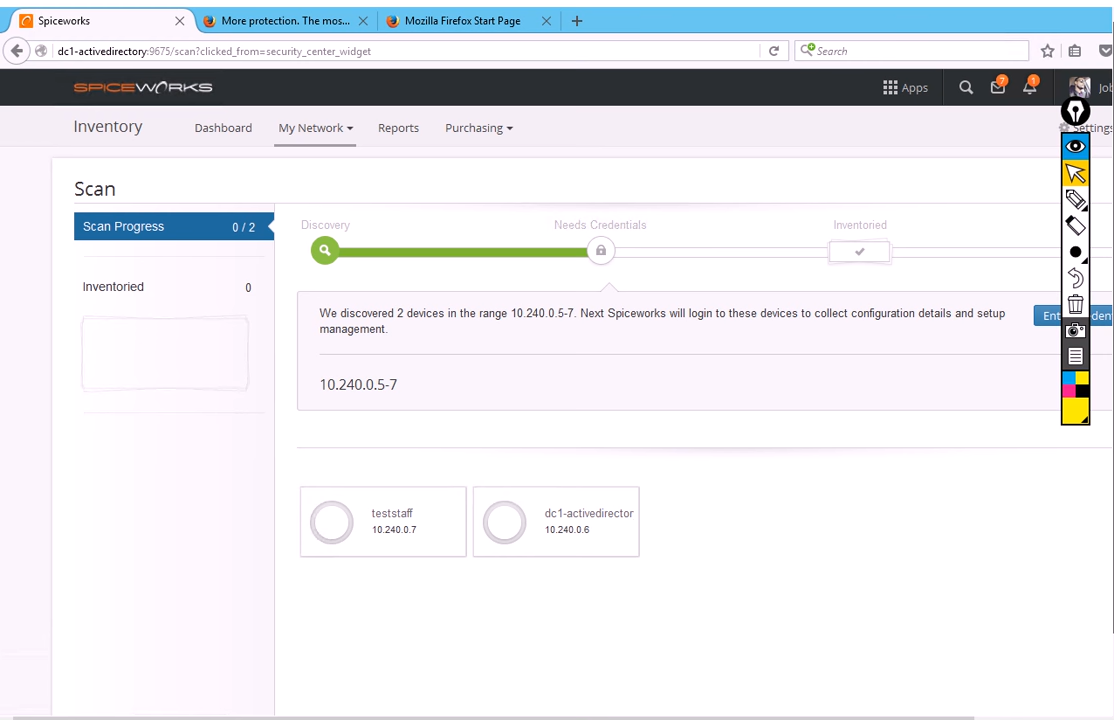 Spiceworks
More protection. The mos...
Mozilla Firefox Start Page
dc1-activedirectory:9675/scan?clicked_from=security_center_widget
Search
SPICEWORKS
Apps
7
1
Job
Inventory
Dashboard
My Network
Reports
Purchasing
Settings
Scan
Scan Progress 0 / 2
Inventoried 0
Discovery
Needs Credentials
Inventoried
We discovered 2 devices in the range 10.240.0.5-7. Next Spiceworks will login to these devices to collect configuration details and setup
management.
10.240.0.5-7
teststaff
10.240.0.7
dc1-activedirector
10.240.0.6